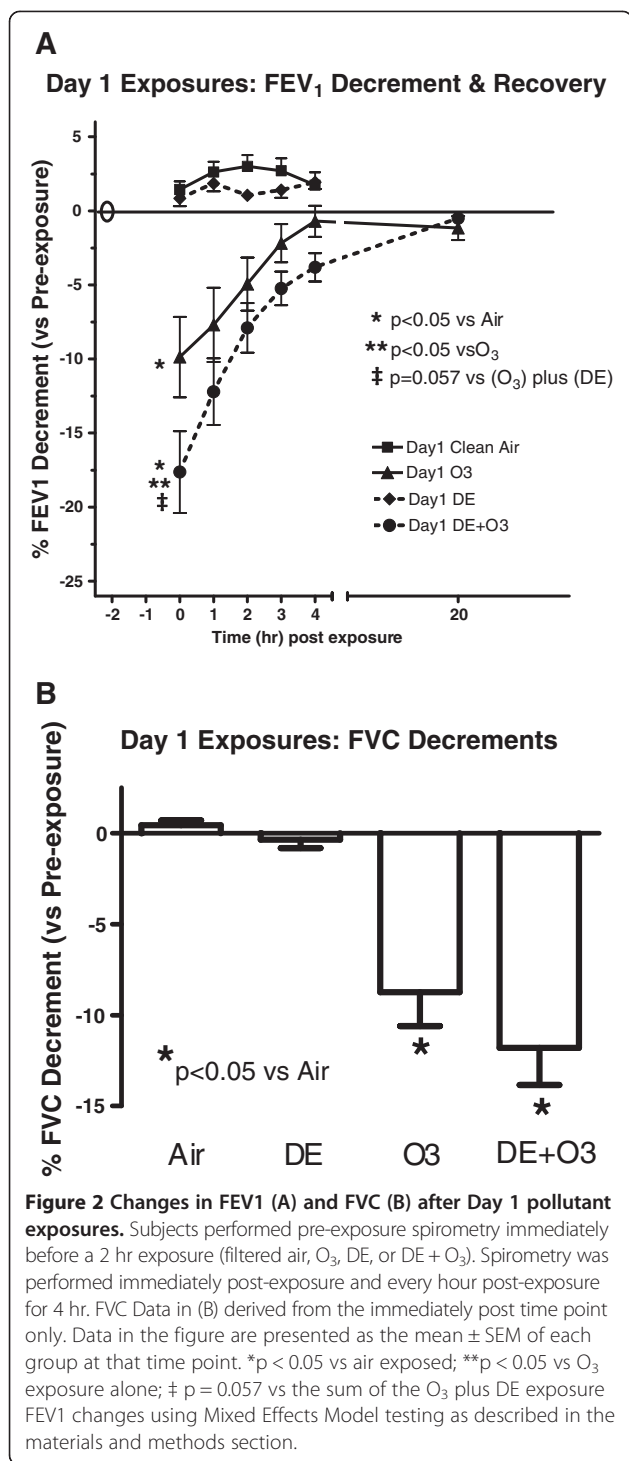 A
Day 1 Exposures: FEV₁ Decrement & Recovery
% FEV1 Decrement (vs Pre-exposure)
5
0
-5
-10
-15
-20
-25
*
*
**
‡
* p<0.05 vs Air
** p<0.05 vsO₃
‡ p=0.057 vs (O₃) plus (DE)
Day1 Clean Air
Day1 O3
Day1 DE
Day1 DE+O3
-2 -1 0 1 2 3 4 20
Time (hr) post exposure
B
Day 1 Exposures: FVC Decrements
% FVC Decrement (vs Pre-exposure)
0
-5
-10
-15
*
*
* p<0.05 vs Air
Air DE O3 DE+O3
Figure 2 Changes in FEV1 (A) and FVC (B) after Day 1 pollutant
exposures. Subjects performed pre-exposure spirometry immediately
before a 2 hr exposure (filtered air, O₃, DE, or DE + O₃). Spirometry was
performed immediately post-exposure and every hour post-exposure
for 4 hr. FVC Data in (B) derived from the immediately post time point
only. Data in the figure are presented as the mean ± SEM of each
group at that time point. *p < 0.05 vs air exposed; **p < 0.05 vs O₃
exposure alone; ‡ p = 0.057 vs the sum of the O₃ plus DE exposure
FEV1 changes using Mixed Effects Model testing as described in the
materials and methods section.